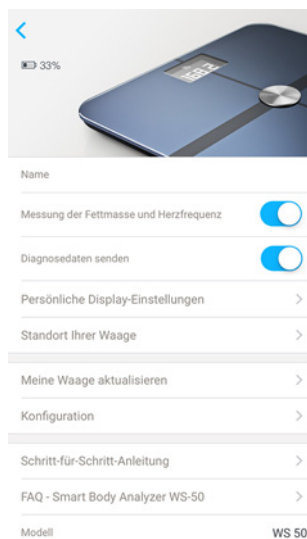 33%
Name
Messung der Fettmasse und Herzfrequenz
Diagnosedaten senden
Persönliche Display-Einstellungen
Standort Ihrer Waage
Meine Waage aktualisieren
Konfiguration
Schritt-für-Schritt-Anleitung
FAQ - Smart Body Analyzer WS-50
Modell WS 50